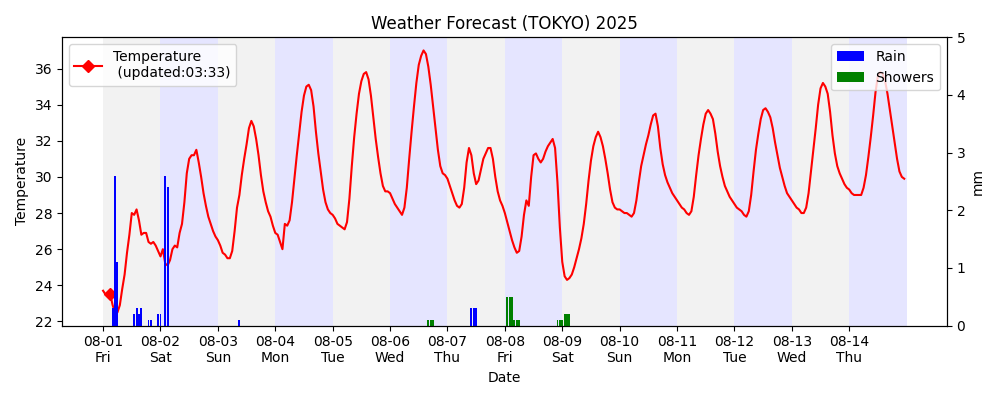 Weather Forecast (TOKYO) 2025
Temperature
(updated:03:33)
Rain
Showers
Temperature
36
34
32
30
28
26
24
22
5
4
3
2
1
0
mm
08-01 08-02 08-03 08-04 08-05 08-06 08-07 08-08 08-09 08-10 08-11 08-12 08-13 08-14
Fri Sat Sun Mon Tue Wed Thu Fri Sat Sun Mon Tue Wed Thu
Date